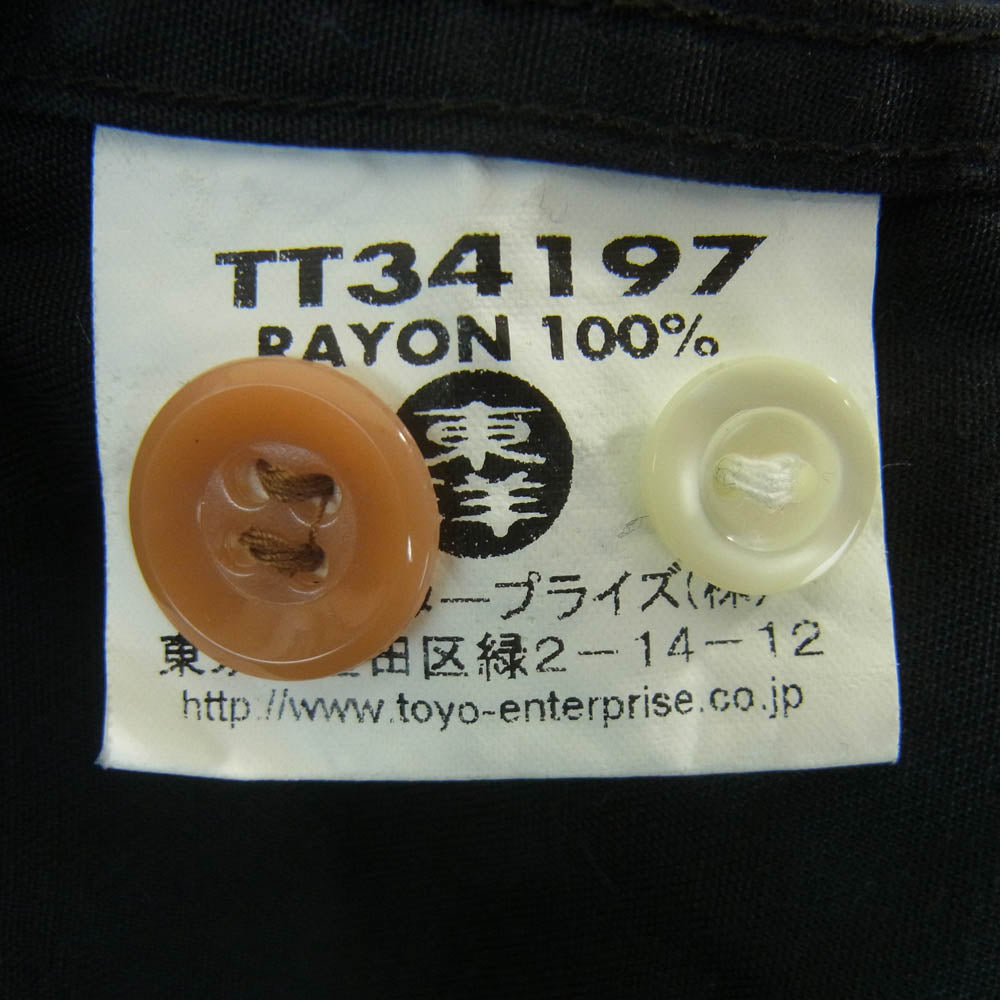 TT34197
RAYON 100%
東洋
ープライズ(株)
東 田区緑2-14-12
http://www.toyo-enterprise.co.jp